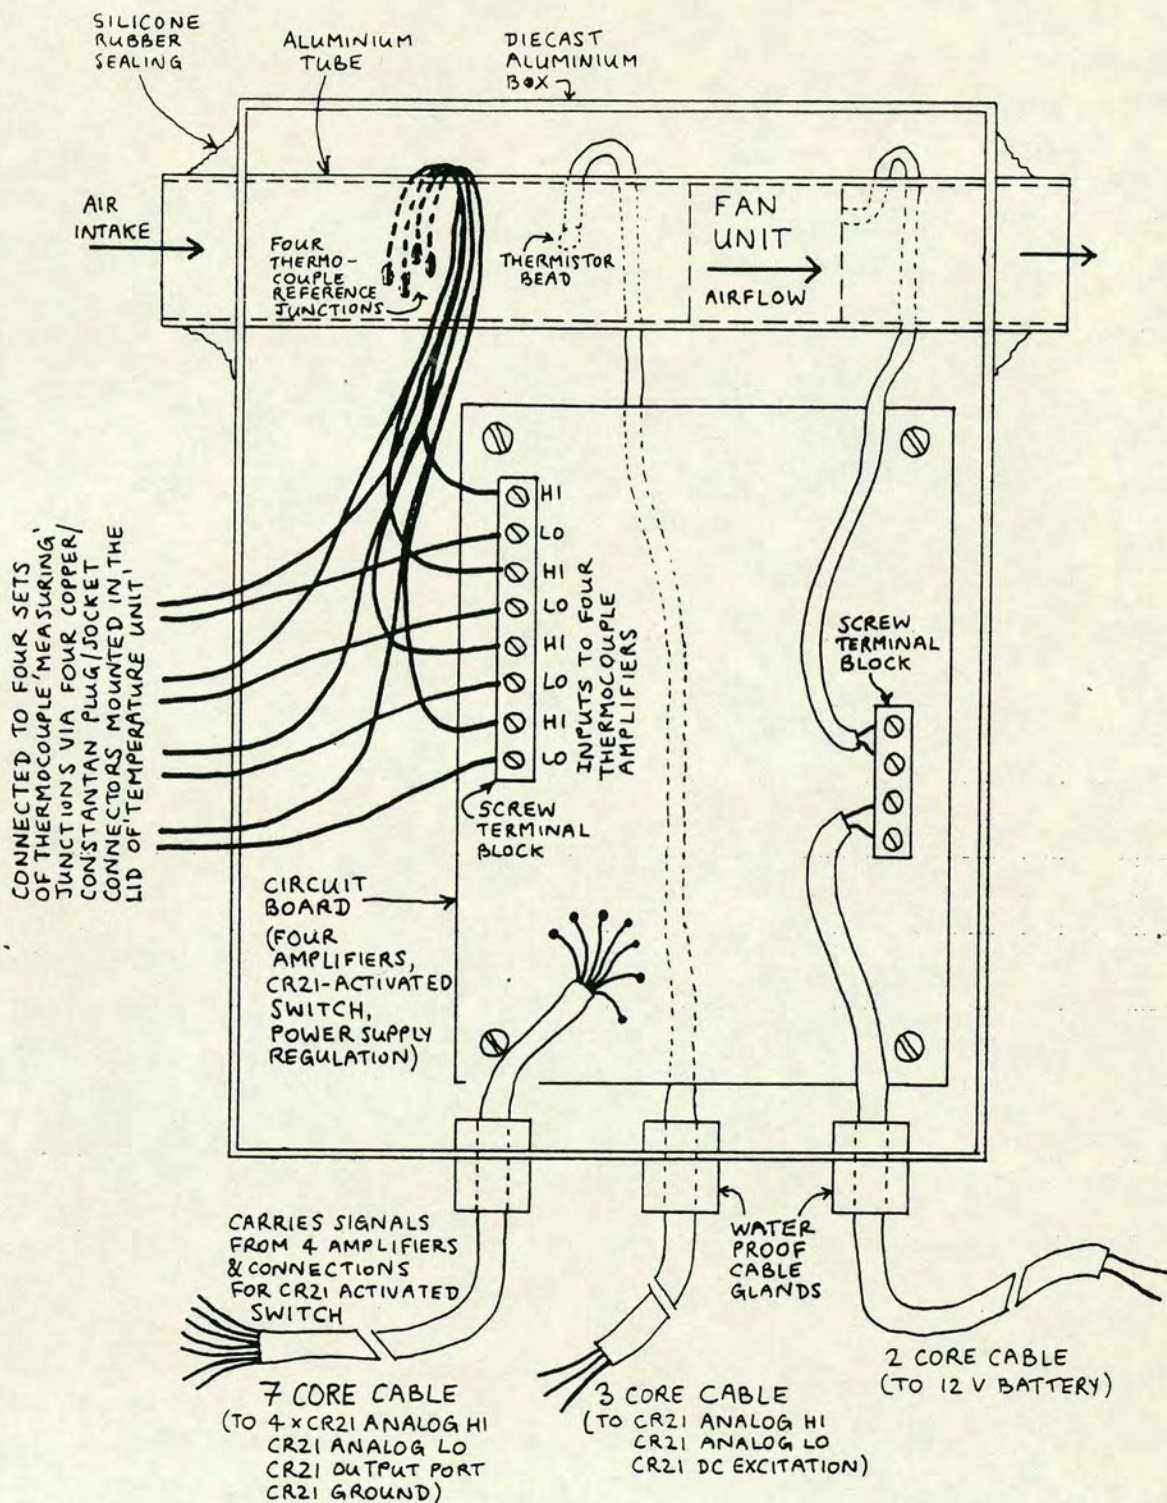 SILICONE
RUBBER
SEALING
ALUMINIUM
TUBE
DIECAST
ALUMINIUM
BOX
AIR
INTAKE
FOUR
THERMO-
COUPLE
REFERENCE
JUNCTIONS
THERMISTOR
BEAD
FAN
UNIT
AIRFLOW
CONNECTED TO FOUR SETS
OF THERMOCOUPLE 'MEASURING'
JUNCTIONS VIA FOUR COPPER/
CONSTANTAN PLUG/SOCKET
CONNECTORS MOUNTED IN THE
LID OF 'TEMPERATURE UNIT'
HI
LO
HI
LO
HI
LO
HI
LO
INPUTS TO FOUR
THERMOCOUPLE
AMPLIFIERS
SCREW
TERMINAL
BLOCK
SCREW
TERMINAL
BLOCK
CIRCUIT
BOARD
(FOUR
AMPLIFIERS,
CR21-ACTIVATED
SWITCH,
POWER SUPPLY
REGULATION)
CARRIES SIGNALS
FROM 4 AMPLIFIERS
& CONNECTIONS
FOR CR21 ACTIVATED
SWITCH
WATER
PROOF
CABLE
GLANDS
7 CORE CABLE
(TO 4 x CR21 ANALOG HI
CR21 ANALOG LO
CR21 OUTPUT PORT
CR21 GROUND)
3 CORE CABLE
(TO CR21 ANALOG HI
CR21 ANALOG LO
CR21 DC EXCITATION)
2 CORE CABLE
(TO 12 V BATTERY)